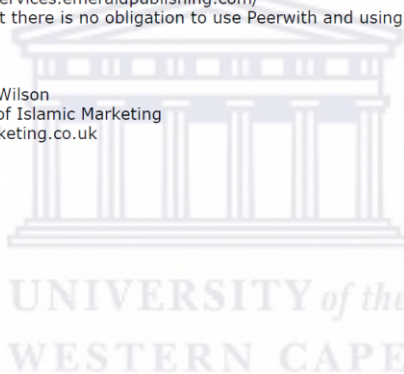 ervices.emeraldpublishing.com/
t there is no obligation to use Peerwith and using
Wilson
of Islamic Marketing
keting.co.uk
UNIVERSITY of the
WESTERN CAPE